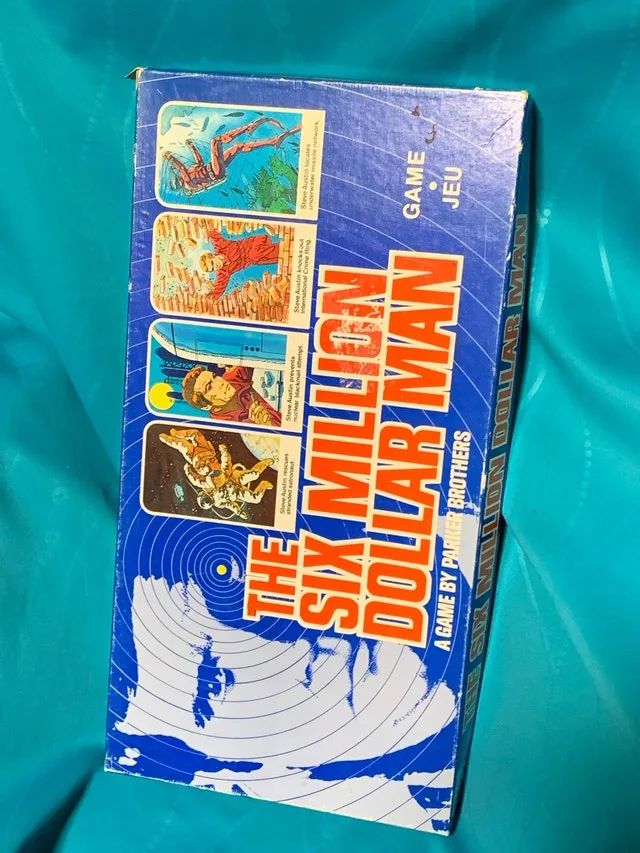 Steve Austin rescues
stranded astronaut.
Steve Austin prevents
nuclear blackmail attempt.
Steve Austin knocks out
International Crime Ring.
Steve Austin locates
underwater missile network.
THE
SIX MILLION
DOLLAR MAN
GAME
•
JEU
A GAME BY PARKER BROTHERS
THE SIX MILLION DOLLAR MAN